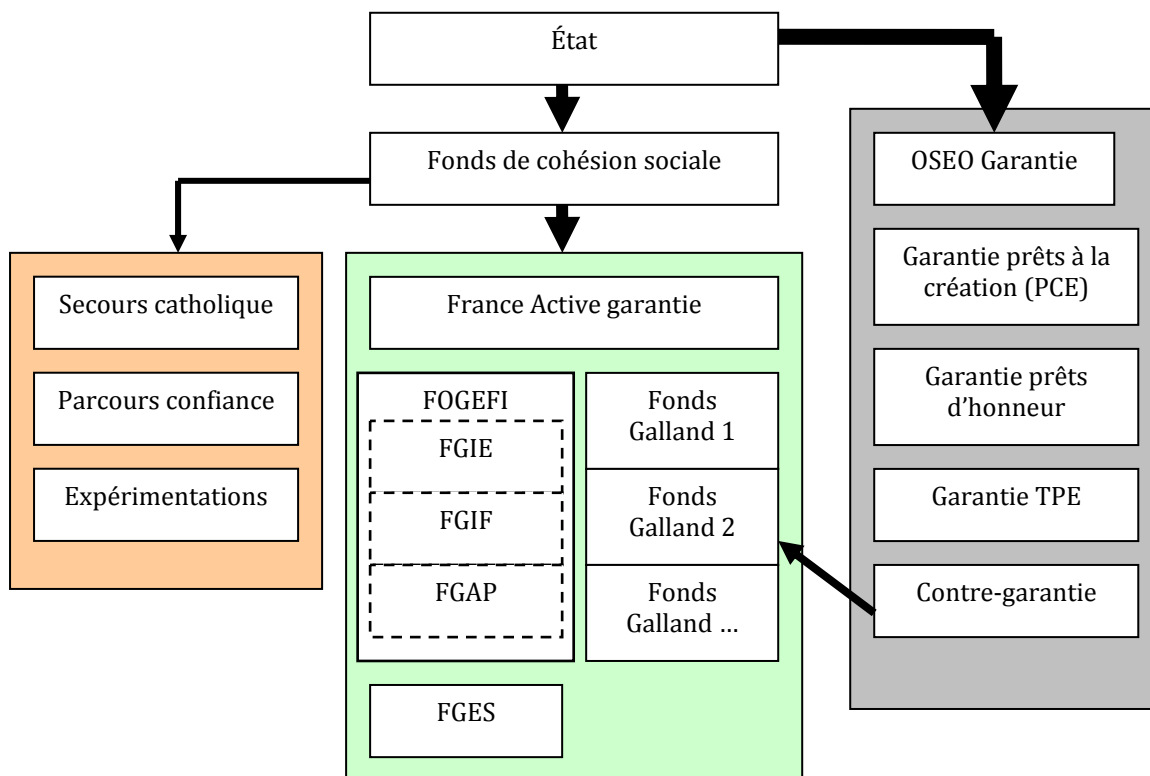 État
Fonds de cohésion sociale
OSEO Garantie
Garantie prêts à la
création (PCE)
Garantie prêts
d’honneur
Garantie TPE
Contre-garantie
Secours catholique
Parcours confiance
Expérimentations
France Active garantie
FOGEFI
FGIE
FGIF
FGAP
Fonds
Galland 1
Fonds
Galland 2
Fonds
Galland ...
FGES